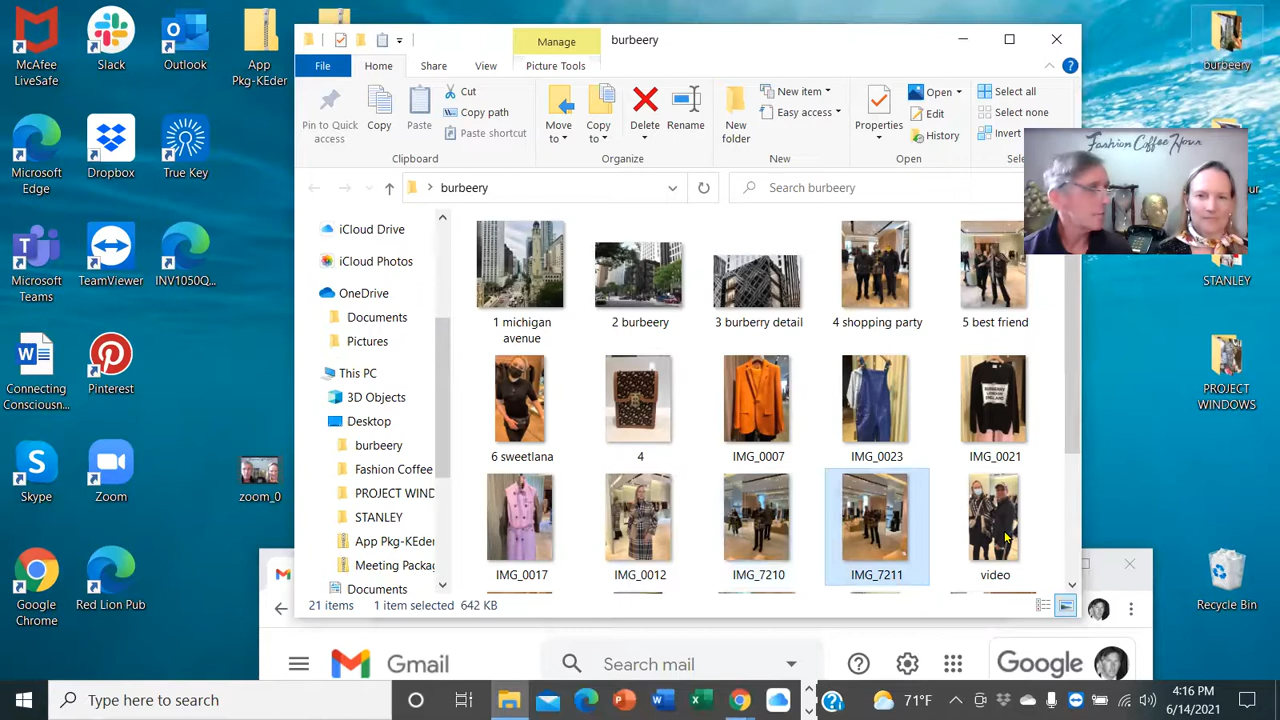 McAfee LiveSafe
Slack
Outlook
App Pkg-KEder
Microsoft Edge
Dropbox
True Key
Microsoft Teams
TeamViewer
INV1050Q...
Connecting Consciousn...
Pinterest
Skype
Zoom
zoom_0
Google Chrome
Red Lion Pub
Manage
burbeery
File
Home
Share
View
Picture Tools
Pin to Quick access
Copy
Paste
Cut
Copy path
Paste shortcut
Clipboard
Move to
Copy to
Delete
Rename
Organize
New folder
New item
Easy access
New
Properties
Open
Edit
History
Open
Select all
Select none
Invert
Sele
burbeery
Search burbeery
iCloud Drive
iCloud Photos
OneDrive
Documents
Pictures
This PC
3D Objects
Desktop
burbeery
Fashion Coffee
PROJECT WIND
STANLEY
App Pkg-KEder
Meeting Packa
Documents
1 michigan avenue
2 burbeery
3 burberry detail
4 shopping party
5 best friend
6 sweetlana
4
IMG_0007
IMG_0023
BURBERRY
LONDON
ENGLAND
IMG_0021
IMG_0017
IMG_0012
IMG_7210
IMG_7211
video
21 items
1 item selected
642 KB
Fashion Coffee Hour
burbeery
STANLEY
PROJECT WINDOWS
Recycle Bin
Gmail
Search mail
Google
Type here to search
71°F
4:16 PM
6/14/2021